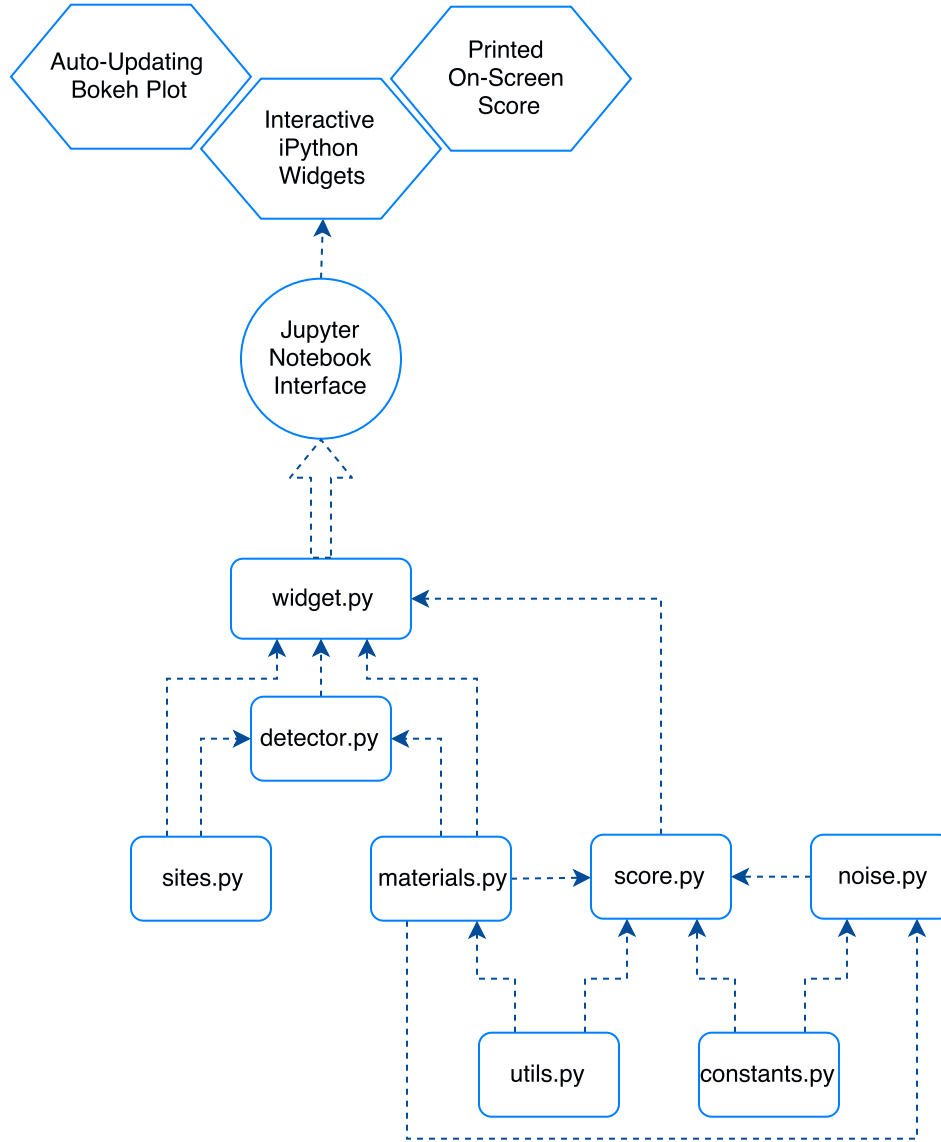 Auto-Updating
Bokeh Plot
Printed
On-Screen
Score
Interactive
iPython
Widgets
Jupyter
Notebook
Interface
widget.py
detector.py
sites.py
materials.py
score.py
noise.py
utils.py
constants.py